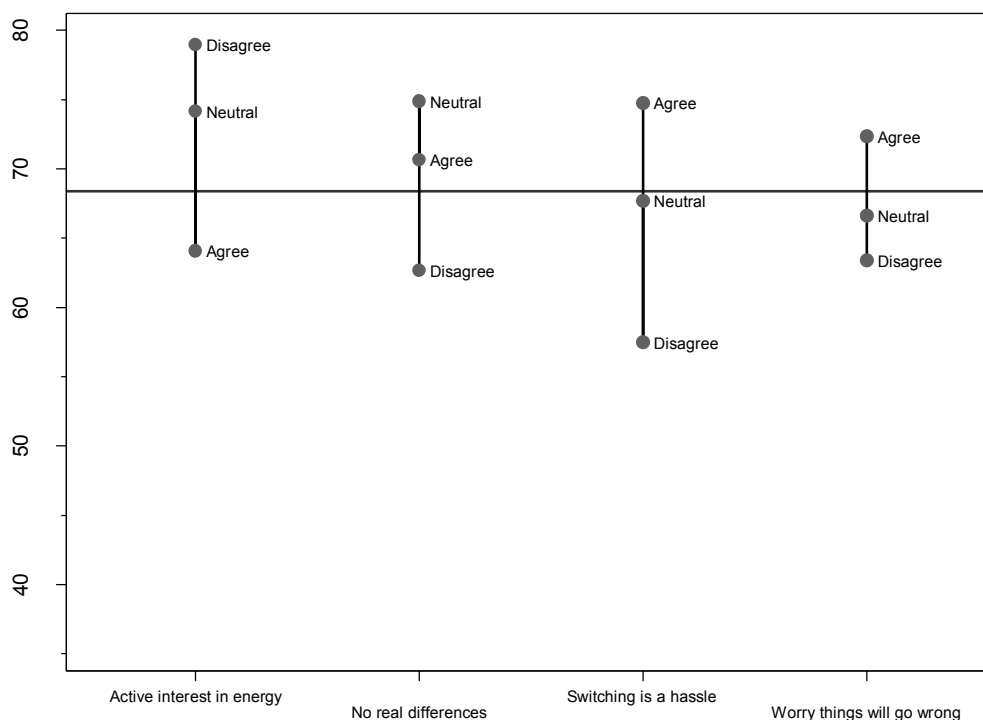 80
70
60
50
40
Disagree
Neutral
Agree
Neutral
Agree
Disagree
Agree
Neutral
Disagree
Agree
Neutral
Disagree
Active interest in energy
No real differences
Switching is a hassle
Worry things will go wrong